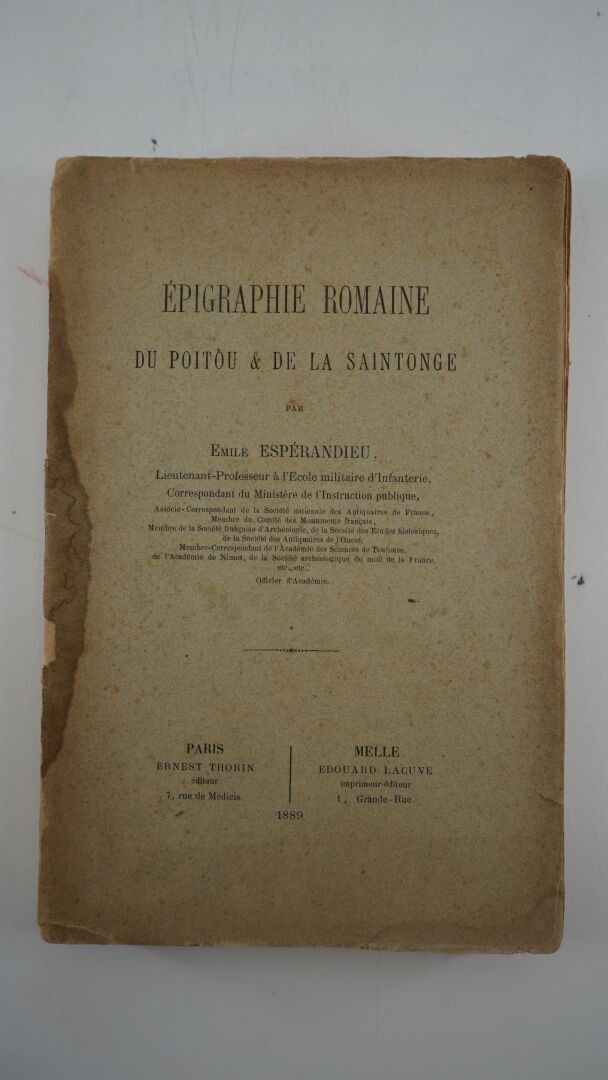 ÉPIGRAPHIE ROMAINE
DU POITOU & DE LA SAINTONGE
PAR
EMILE ESPÉRANDIEU,
Lieutenant-Professeur à l'Ecole militaire d'Infanterie,
Correspondant du Ministère de l'Instruction publique,
Associé-Correspondant de la Société nationale des Antiquaires de France,
Membre du Comité des Monuments français,
Membre de la Société française d'Archéologie, de la Société des Etudes historiques,
de la Société des Antiquaires de l'Ouest,
Membre-Correspondant de l'Académie des Sciences de Toulouse,
de l'Académie de Nîmes, de la Société archéologique du midi de la France,
etc., etc.,
Officier d'Académie.
PARIS
ERNEST THORIN
éditeur
7, rue de Médicis.
MELLE
EDOUARD LACUVE
imprimeur-éditeur
1, Grande-Rue.
1889